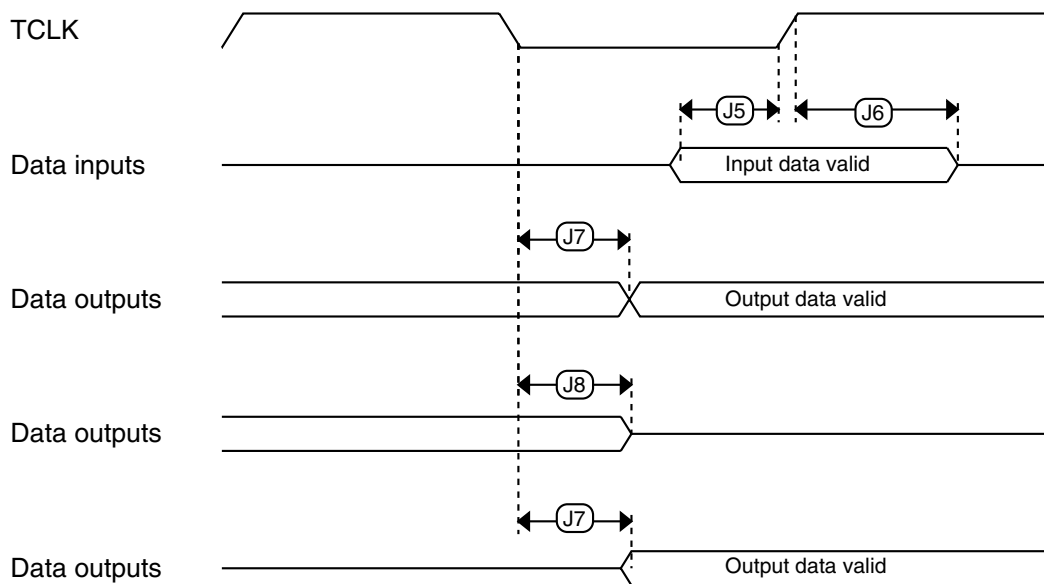 TCLK
J5
J6
Data inputs
Input data valid
J7
Data outputs
Output data valid
J8
Data outputs
J7
Data outputs
Output data valid